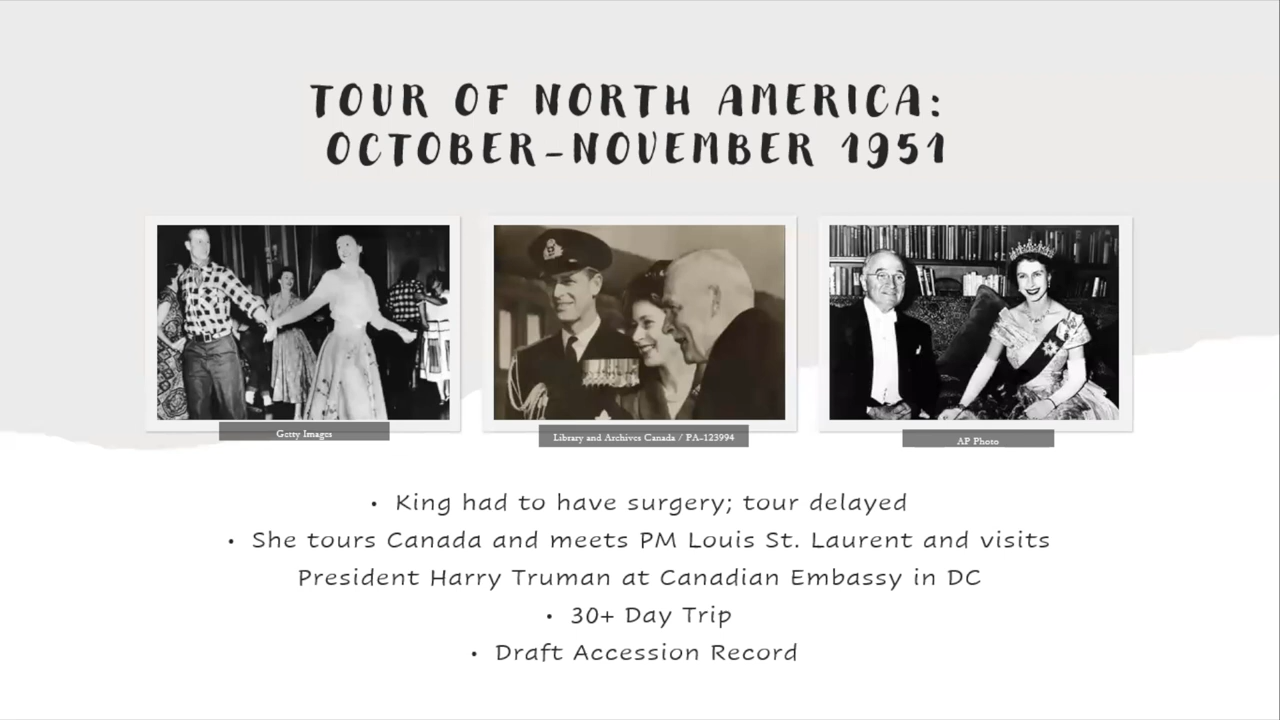 TOUR OF NORTH AMERICA:
OCTOBER-NOVEMBER 1951
Getty Images
Library and Archives Canada / PA-123994
AP Photo
• King had to have surgery; tour delayed
• She tours Canada and meets PM Louis St. Laurent and visits
President Harry Truman at Canadian Embassy in DC
• 30+ Day Trip
• Draft Accession Record